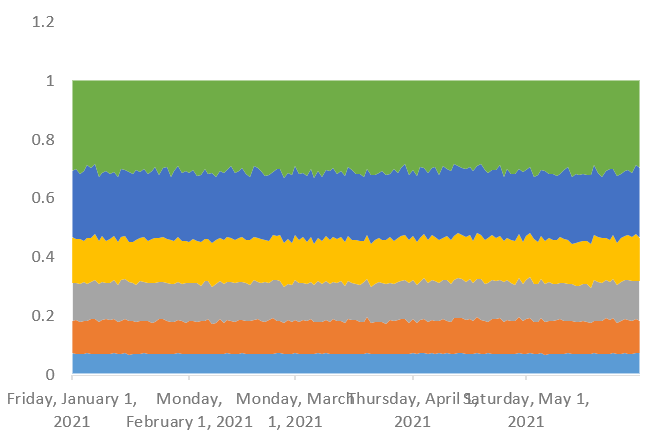 1.2
1
0.8
0.6
0.4
0.2
0
Friday, January 1,
2021
Monday,
February 1, 2021
Monday, March
1, 2021
Thursday, April 1,
2021
Saturday, May 1,
2021